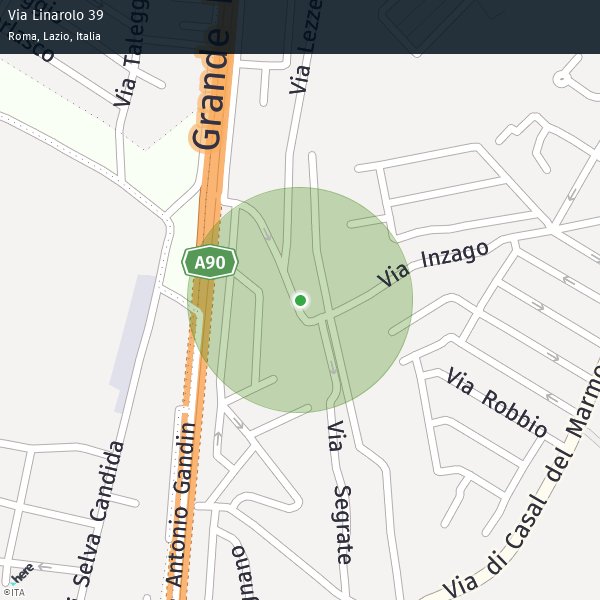 Via Linarolo 39
Roma, Lazio, Italia
Via Taleg
Grande
Via Lezze
A90
Via Inzago
Via Robbio
Via Segrate
Via di Casal del Marmo
Selva Candida
Antonio Gandin
gnano
here
©ITA